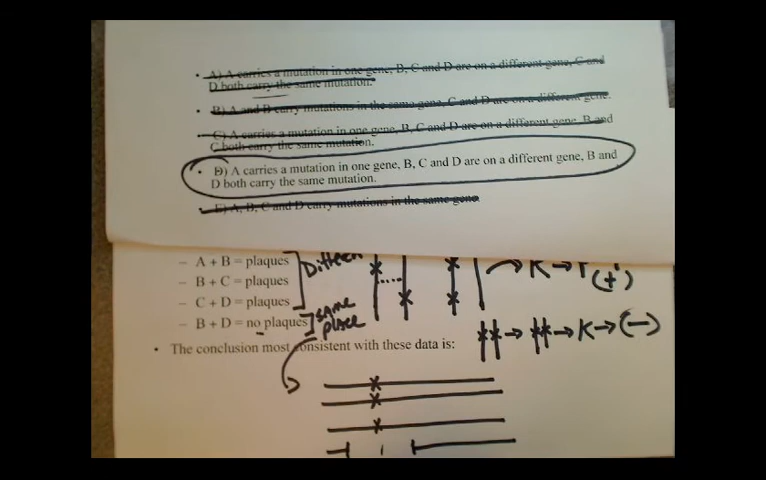 • A) A carries a mutation in one gene, B, C and D are on a different gene, C and
D both carry the same mutation.
• B) A and B carry mutations in the same gene, C and D are on a different gene.
• C) A carries a mutation in one gene, B, C and D are on a different gene, B and
C both carry the same mutation.
• D) A carries a mutation in one gene, B, C and D are on a different gene, B and
D both carry the same mutation.
• E) A, B, C and D carry mutations in the same gene
– A + B = plaques
– B + C = plaques
– C + D = plaques
– B + D = no plaques
SAME
PLACE
K →
(+)
→ → K → (−)
• The conclusion most consistent with these data is: